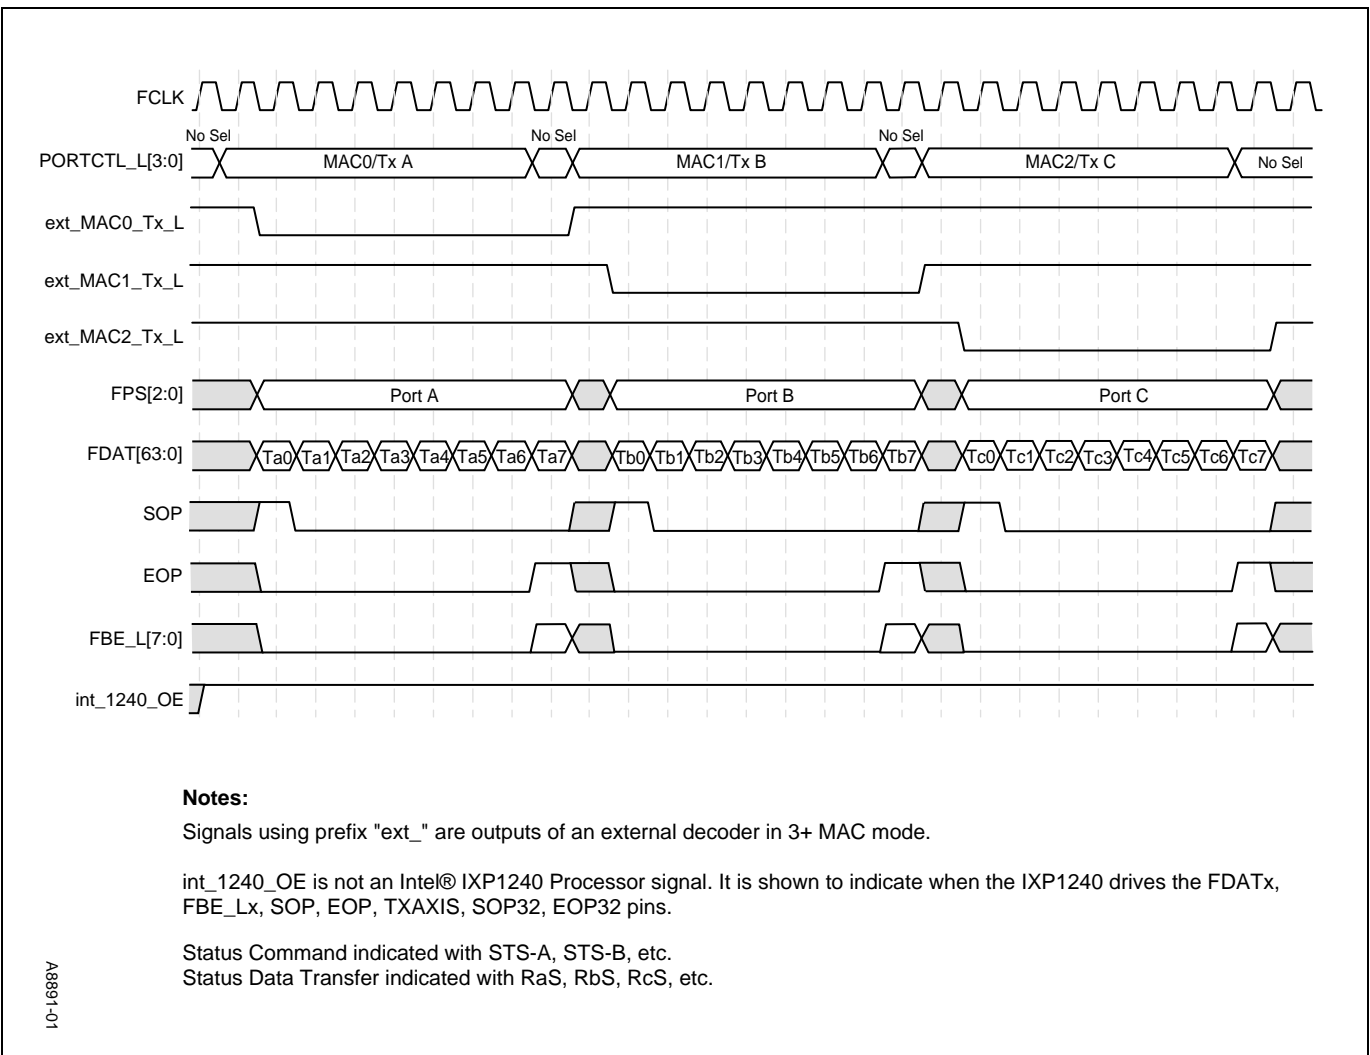 FCLK
No Sel No Sel No Sel
PORTCTL_L[3:0] MAC0/Tx A MAC1/Tx B MAC2/Tx C No Sel
ext_MAC0_Tx_L
ext_MAC1_Tx_L
ext_MAC2_Tx_L
FPS[2:0] Port A Port B Port C
FDAT[63:0] Ta0 Ta1 Ta2 Ta3 Ta4 Ta5 Ta6 Ta7 Tb0 Tb1 Tb2 Tb3 Tb4 Tb5 Tb6 Tb7 Tc0 Tc1 Tc2 Tc3 Tc4 Tc5 Tc6 Tc7
SOP
EOP
FBE_L[7:0]
int_1240_OE
Notes:
Signals using prefix "ext_" are outputs of an external decoder in 3+ MAC mode.
int_1240_OE is not an Intel® IXP1240 Processor signal. It is shown to indicate when the IXP1240 drives the FDATx,
FBE_Lx, SOP, EOP, TXAXIS, SOP32, EOP32 pins.
Status Command indicated with STS-A, STS-B, etc.
Status Data Transfer indicated with RaS, RbS, RcS, etc.
A8891-01